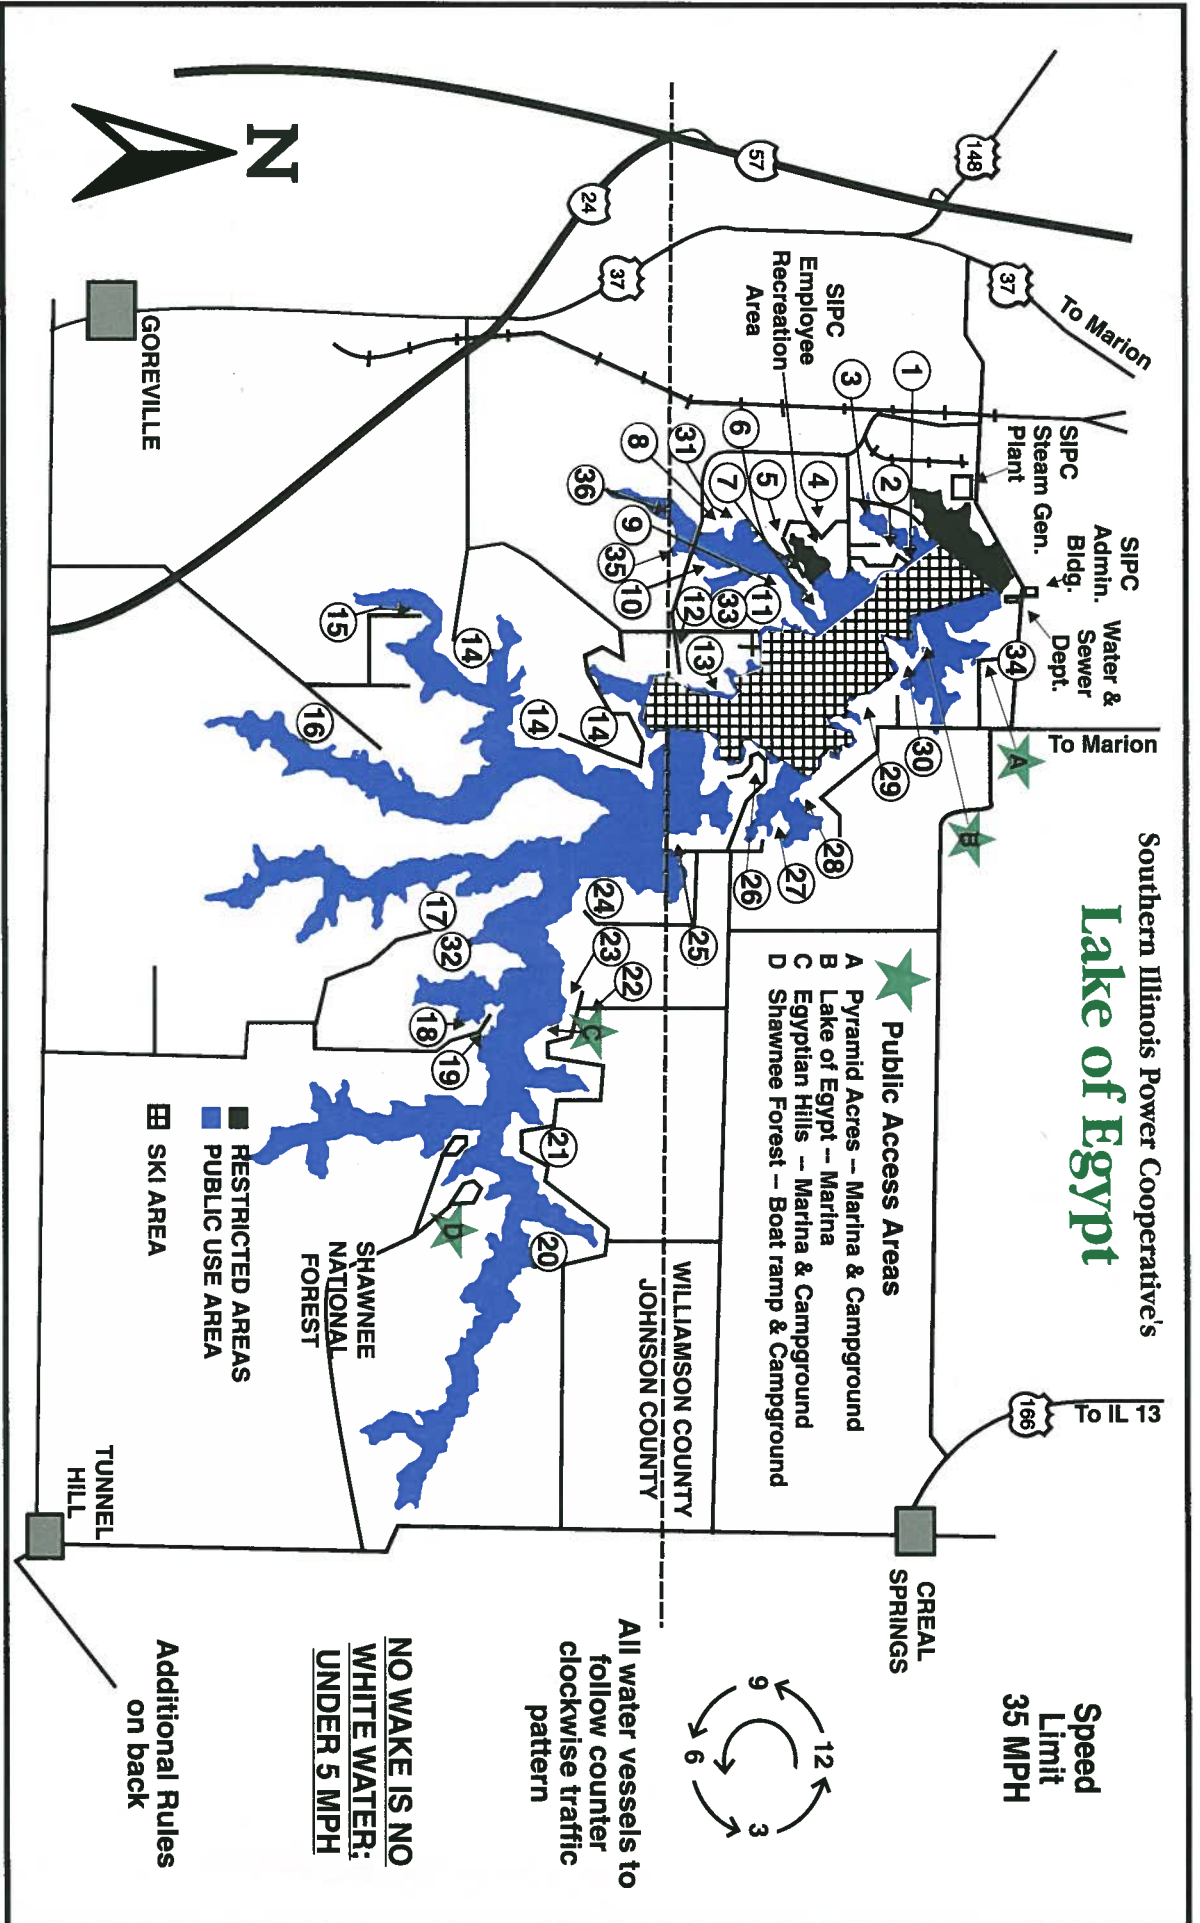 Southern Illinois Power Cooperative's
Lake of Egypt
Speed
Limit
35 MPH
To Marion
To Marion
To IL 13
148
37
57
37
24
166
SIPC
Steam Gen.
Plant
SIPC
Admin.
Bldg.
Water &
Sewer
Dept.
SIPC
Employee
Recreation
Area
A
B
C
D
1
2
3
4
5
6
7
8
9
10
11
12
13
14
14
14
15
16
17
18
19
20
21
22
23
24
25
26
27
28
29
30
31
32
33
34
35
36
Public Access Areas
A Pyramid Acres -- Marina & Campground
B Lake of Egypt -- Marina
C Egyptian Hills -- Marina & Campground
D Shawnee Forest -- Boat ramp & Campground
CREAL
SPRINGS
WILLIAMSON COUNTY
JOHNSON COUNTY
12
9
3
6
All water vessels to
follow counter
clockwise traffic
pattern
NO WAKE IS NO
WHITE WATER;
UNDER 5 MPH
SHAWNEE
NATIONAL
FOREST
RESTRICTED AREAS
PUBLIC USE AREA
SKI AREA
N
GOREVILLE
TUNNEL
HILL
Additional Rules
on back